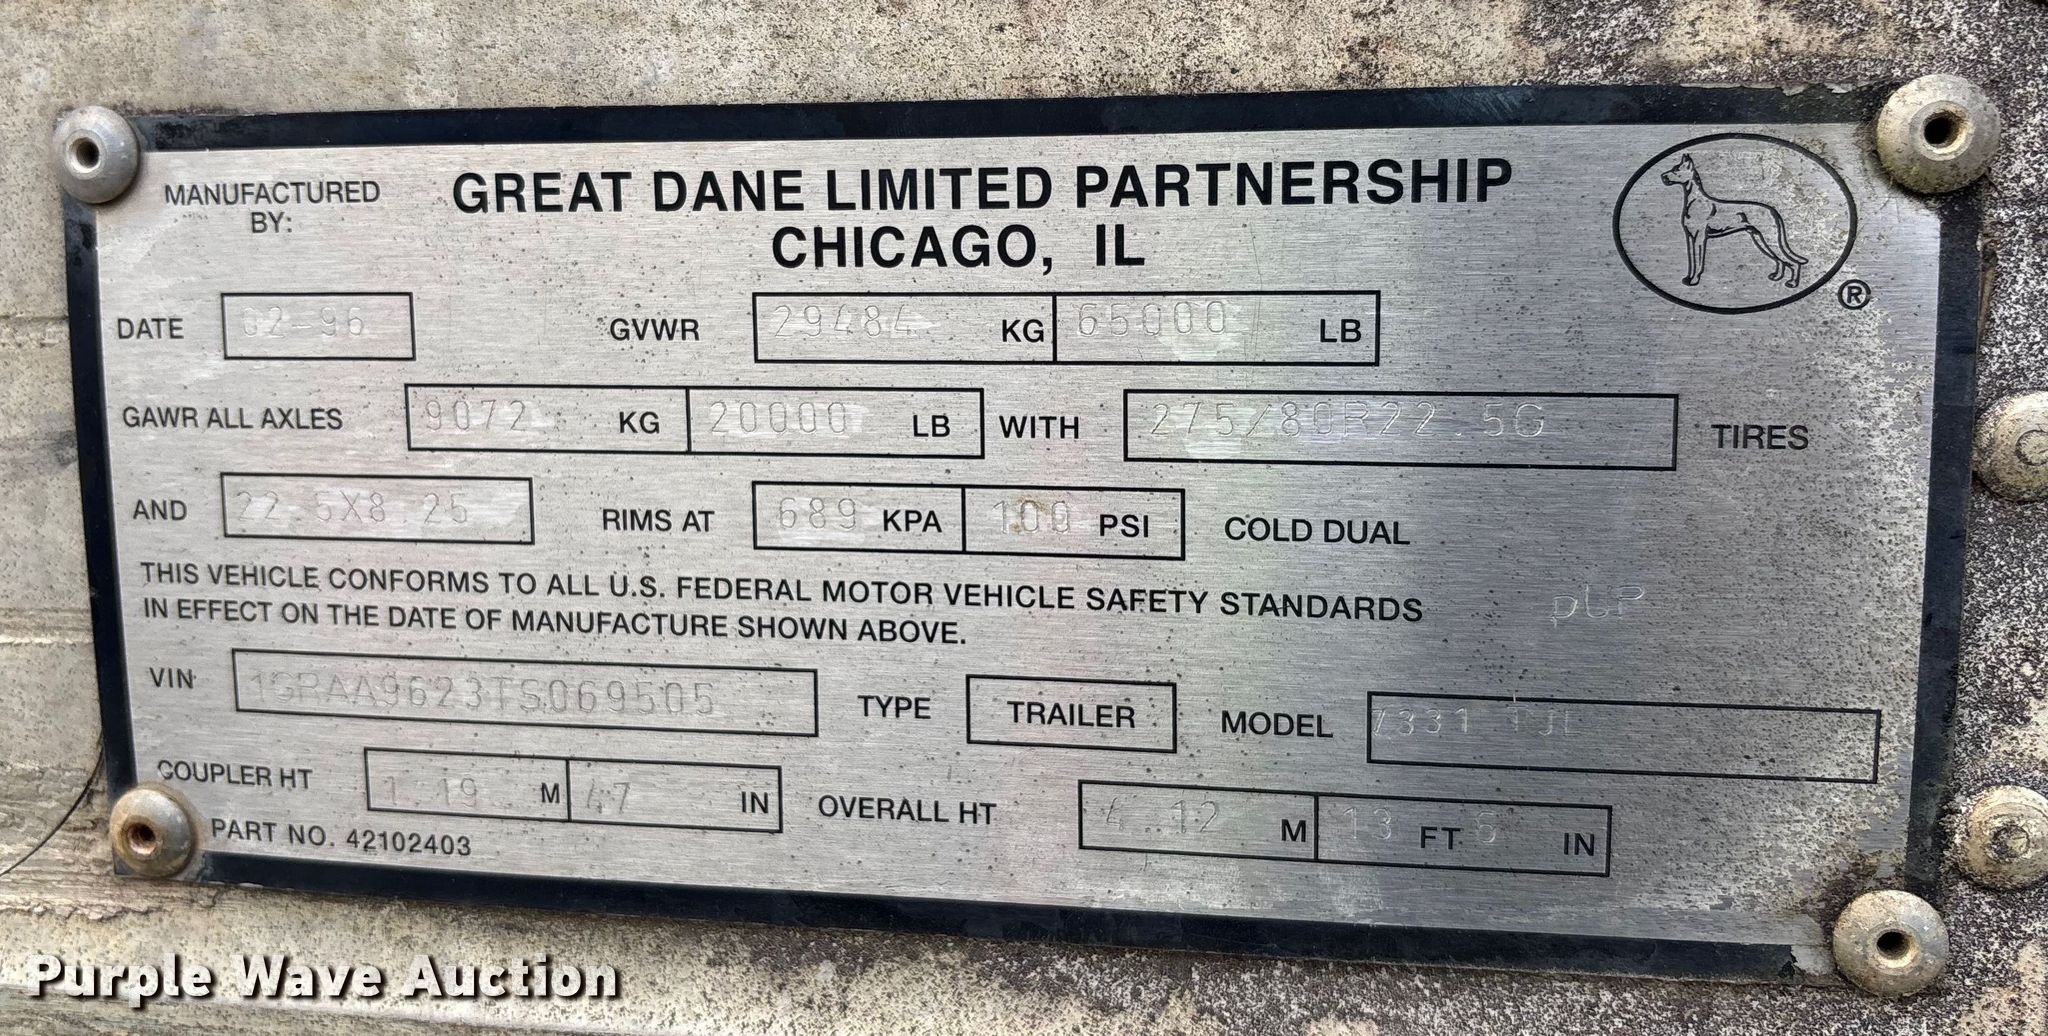 MANUFACTURED BY: GREAT DANE LIMITED PARTNERSHIP
CHICAGO, IL
®
DATE 02-96 GVWR 29484 KG 65000 LB
GAWR ALL AXLES 9072 KG 20000 LB WITH 275/80R22.5G TIRES
AND 22.5X8.25 RIMS AT 689 KPA 100 PSI COLD DUAL
THIS VEHICLE CONFORMS TO ALL U.S. FEDERAL MOTOR VEHICLE SAFETY STANDARDS
IN EFFECT ON THE DATE OF MANUFACTURE SHOWN ABOVE.
VIN 1GRAA9623TS069505 TYPE TRAILER MODEL
COUPLER HT 1.19 M 47 IN OVERALL HT 4.12 M 13 FT 6 IN
PART NO. 42102403
Purple Wave Auction